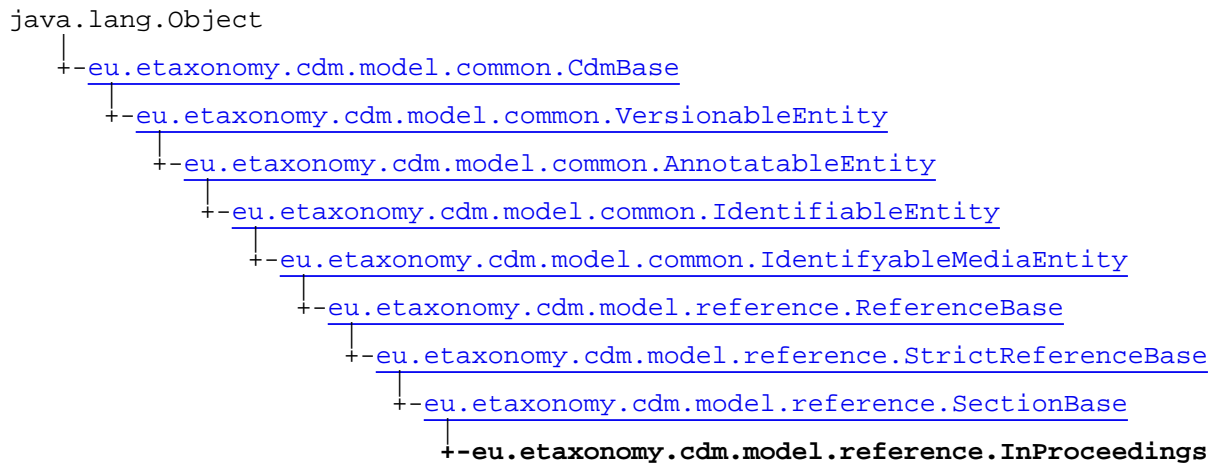 java.lang.Object
+-eu.etaxonomy.cdm.model.common.CdmBase
+-eu.etaxonomy.cdm.model.common.VersionableEntity
+-eu.etaxonomy.cdm.model.common.AnnotatableEntity
+-eu.etaxonomy.cdm.model.common.IdentifiableEntity
+-eu.etaxonomy.cdm.model.common.IdentifyableMediaEntity
+-eu.etaxonomy.cdm.model.reference.ReferenceBase
+-eu.etaxonomy.cdm.model.reference.StrictReferenceBase
+-eu.etaxonomy.cdm.model.reference.SectionBase
+-eu.etaxonomy.cdm.model.reference.InProceedings